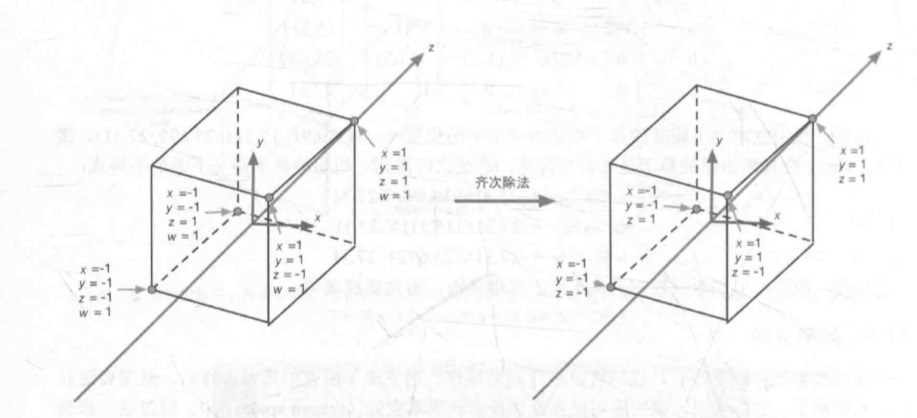 z
y
x =1
y =1
z =1
w =1
x =-1
y =-1
z =1
w =1
x
x =1
y =1
z =-1
w =1
x =-1
y =-1
z =-1
w =1
齐次除法
z
y
x =1
y =1
z =1
x =-1
y =-1
z =1
x
x =1
y =1
z =-1
x =-1
y =-1
z =-1